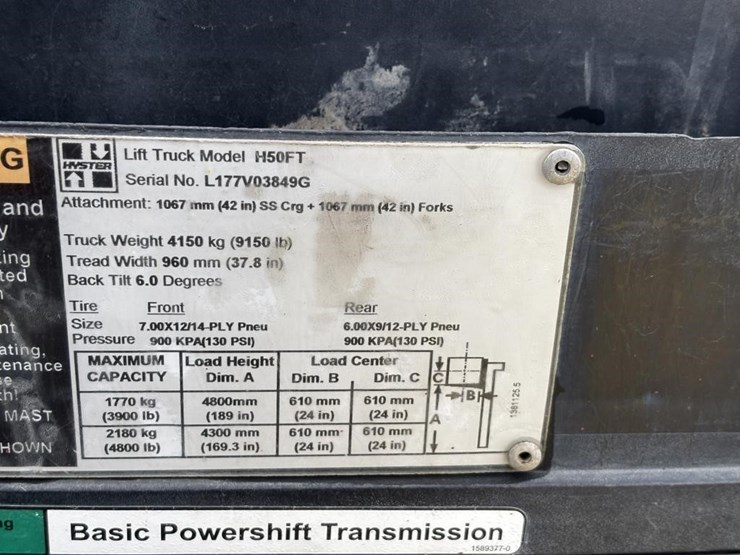 G
and
y
ing
ted
nt
ating,
tenance
e
h!
MAST
HOWN
HYSTER
Lift Truck Model H50FT
Serial No. L177V03849G
Attachment: 1067 mm (42 in) SS Crg + 1067 mm (42 in) Forks
Truck Weight 4150 kg (9150 lb)
Tread Width 960 mm (37.8 in)
Back Tilt 6.0 Degrees
Tire Front Rear
Size 7.00X12/14-PLY Pneu 6.00X9/12-PLY Pneu
Pressure 900 KPA(130 PSI) 900 KPA(130 PSI)
MAXIMUM Load Height Load Center
CAPACITY Dim. A Dim. B Dim. C
1770 kg 4800mm 610 mm 610 mm
(3900 lb) (189 in) (24 in) (24 in)
2180 kg 4300 mm 610 mm 610 mm
(4800 lb) (169.3 in) (24 in) (24 in)
C
B
A
1361125.5
g
Basic Powershift Transmission
1589377-0